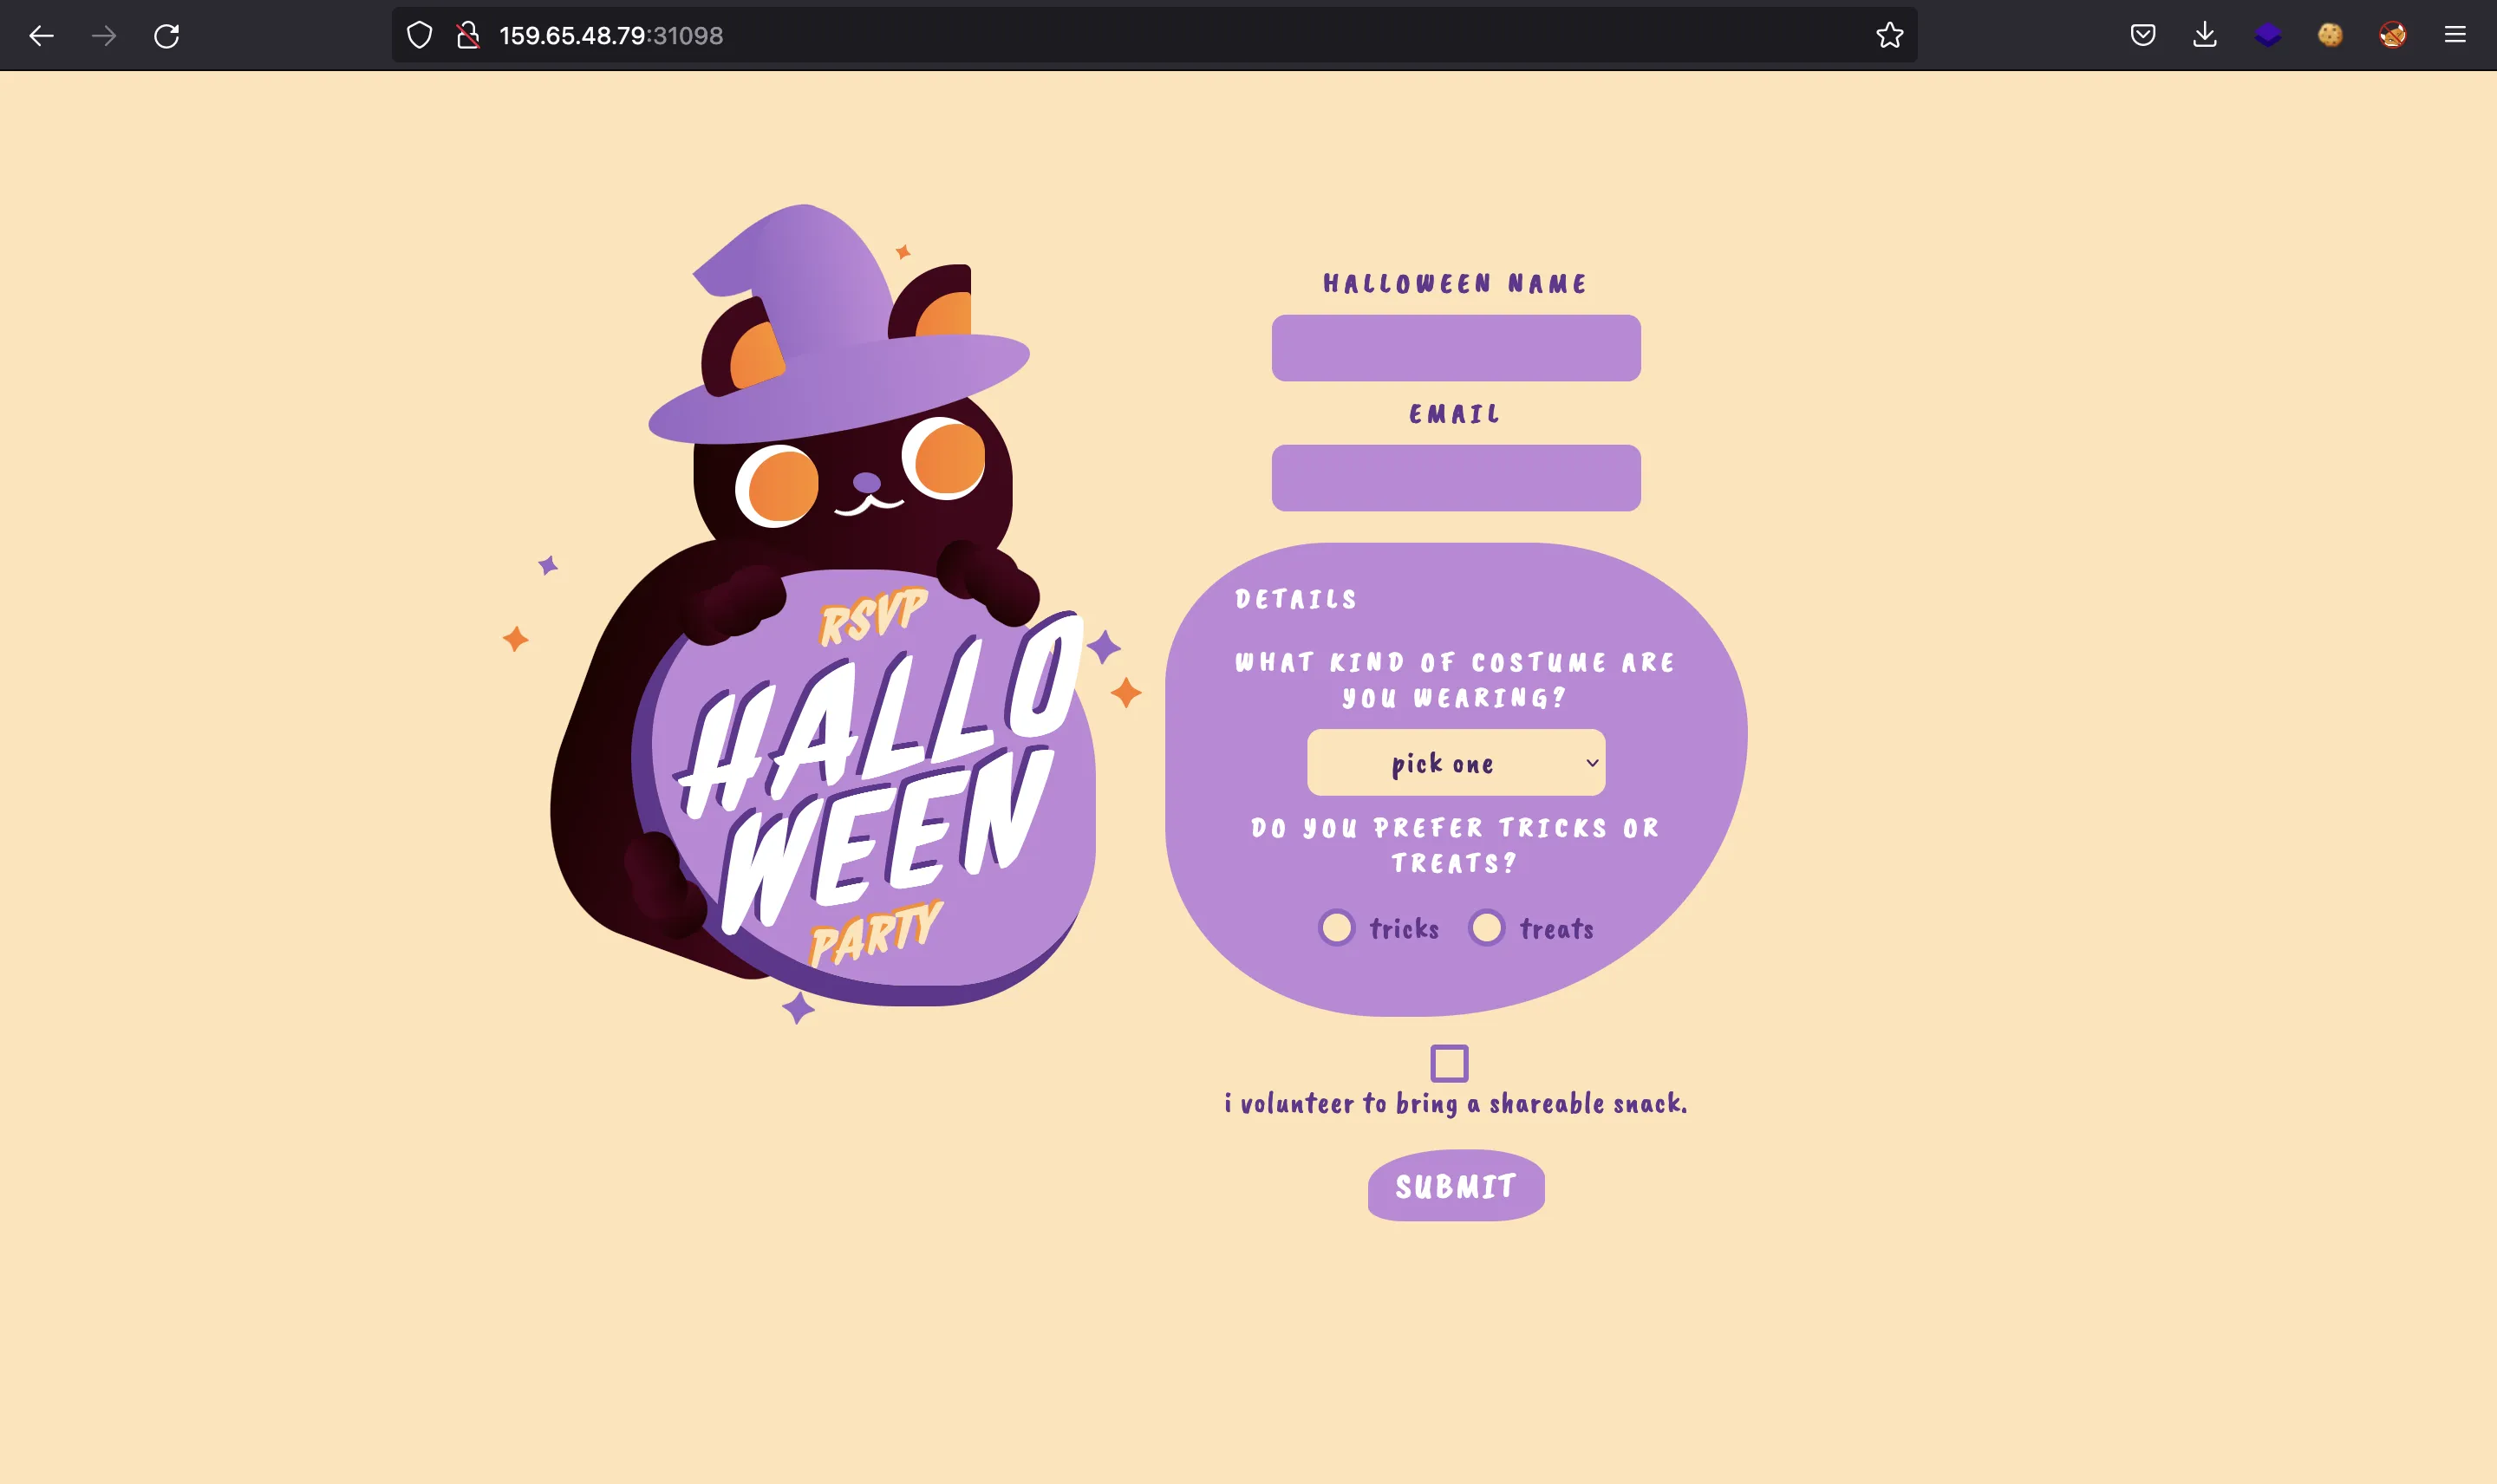 159.65.48.79:31098
RSVP
HALLO
WEEN
PARTY
HALLOWEEN NAME
EMAIL
DETAILS
WHAT KIND OF COSTUME ARE
YOU WEARING?
pick one
DO YOU PREFER TRICKS OR
TREATS?
tricks treats
i volunteer to bring a shareable snack.
SUBMIT